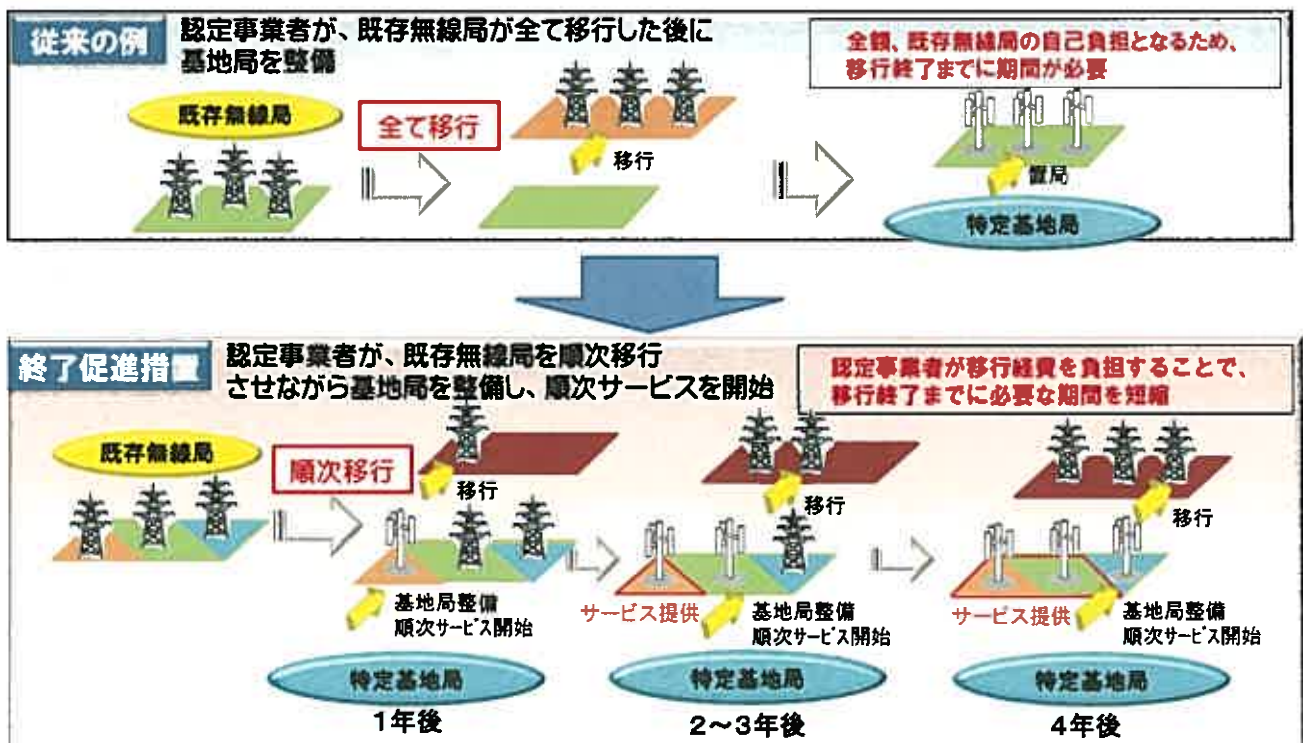 従来の例
認定事業者が、既存無線局が全て移行した後に
基地局を整備
全額、既存無線局の自己負担となるため、
移行終了までに期間が必要
既存無線局
全て移行
移行
置局
特定基地局
終了促進措置
認定事業者が、既存無線局を順次移行
させながら基地局を整備し、順次サービスを開始
認定事業者が移行経費を負担することで、
移行終了までに必要な期間を短縮
既存無線局
順次移行
移行
移行
移行
基地局整備
順次サービス開始
サービス提供
基地局整備
順次サービス開始
サービス提供
基地局整備
順次サービス開始
特定基地局
特定基地局
特定基地局
1年後
2～3年後
4年後